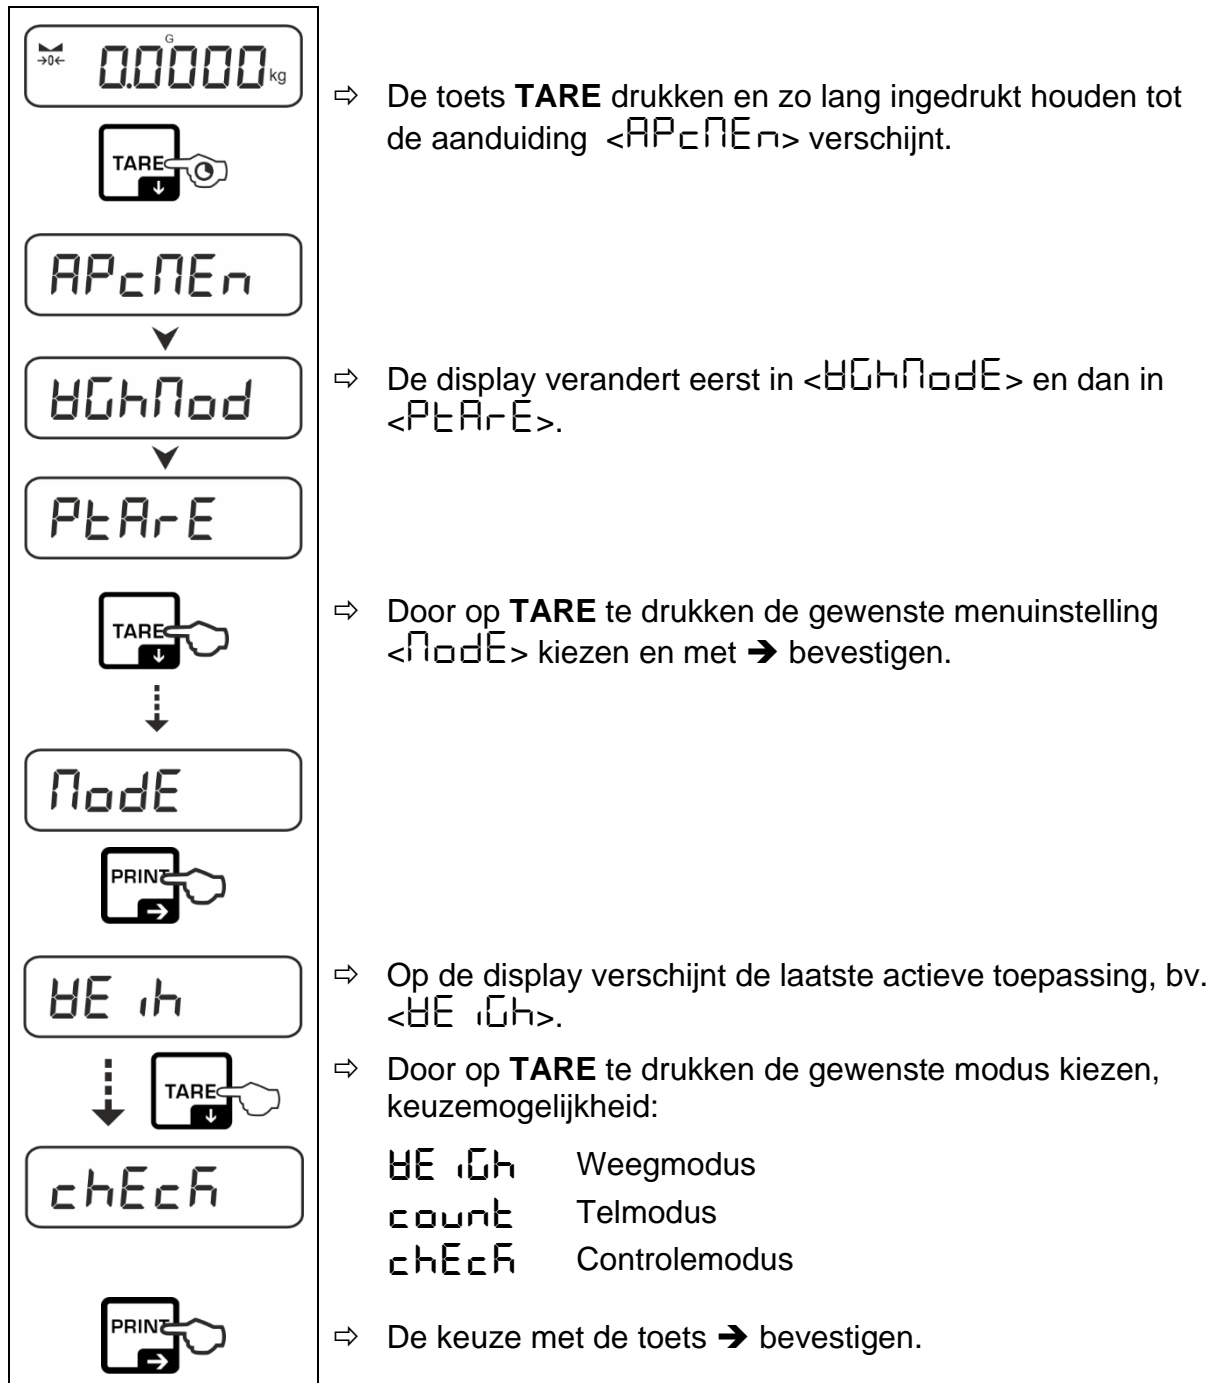 →0← G 0.0000 kg
⇨ De toets TARE drukken en zo lang ingedrukt houden tot
de aanduiding <APcMEn> verschijnt.
TARE
↓
APcMEn
WGhMod
⇨ De display verandert eerst in <WGhModE> en dan in
<PtArE>.
PtArE
TARE
↓
⇨ Door op TARE te drukken de gewenste menuinstelling
<ModE> kiezen en met ➔ bevestigen.
ModE
PRINT
→
WEih
⇨ Op de display verschijnt de laatste actieve toepassing, bv.
<WEiGh>.
TARE
↓
⇨ Door op TARE te drukken de gewenste modus kiezen,
keuzemogelijkheid:
chEck
WEiGh Weegmodus
count Telmodus
chEck Controlemodus
PRINT
→
⇨ De keuze met de toets ➔ bevestigen.